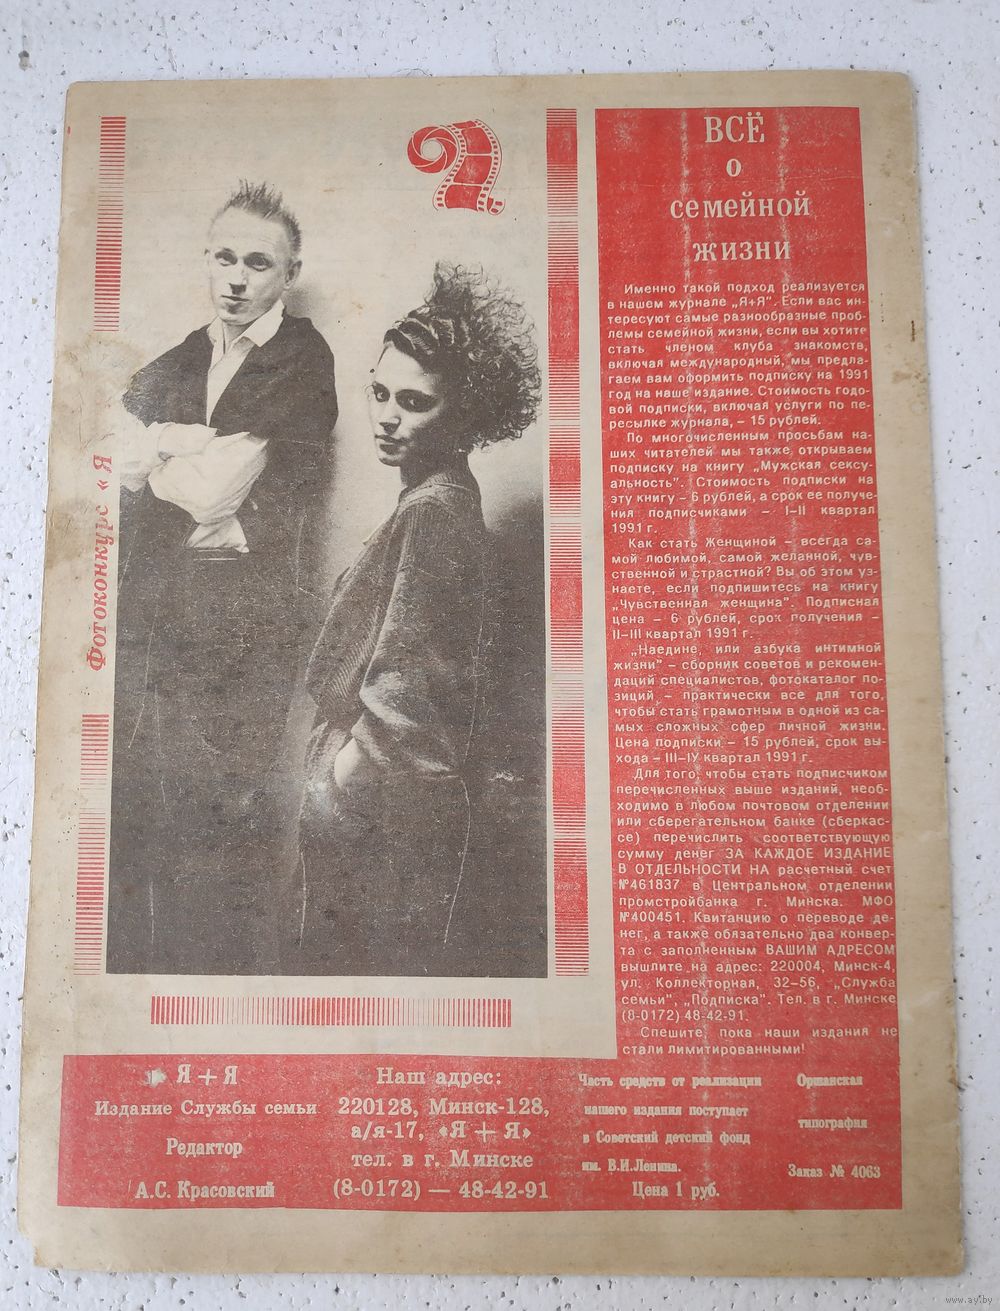 Фотоконкурс «Я
ВСЁ
о
семейной
жизни
Именно такой подход реализуется
в нашем журнале „Я+Я". Если вас ин-
тересуют самые разнообразные проб-
лемы семейной жизни, если вы хотите
стать членом клуба знакомств,
включая международный, мы предла-
гаем вам оформить подписку на 1991
год на наше издание. Стоимость годо-
вой подписки, включая услуги по пе-
ресылке журнала, – 15 рублей.
По многочисленным просьбам на-
ших читателей мы также открываем
подписку на книгу „Мужская сексу-
альность". Стоимость подписки на
эту книгу – 6 рублей, а срок ее получе-
ния подписчиками – I–II квартал
1991 г.
Как стать Женщиной – всегда са-
мой любимой, самой желанной, чув-
ственной и страстной? Вы об этом уз-
наете, если подпишитесь на книгу
„Чувственная женщина". Подписная
цена – 6 рублей, срок получения –
II–III квартал 1991 г.
„Наедине, или азбука интимной
жизни" – сборник советов и рекомен-
даций специалистов, фотокаталог по-
зиций, – практически все для того,
чтобы стать грамотным в одной из са-
мых сложных сфер личной жизни.
Цена подписки – 15 рублей, срок вы-
хода – III–IУ квартал 1991 г.
Для того, чтобы стать подписчиком
перечисленных выше изданий, необ-
ходимо в любом почтовом отделении
или сберегательном банке (сберкас-
се) перечислить соответствующую
сумму денег ЗА КАЖДОЕ ИЗДАНИЕ
В ОТДЕЛЬНОСТИ НА расчетный счет
№461837 в Центральном отделении
промстройбанка г. Минска. МФО
№400451. Квитанцию о переводе де-
нег, а также обязательно два конвер-
та с заполненным ВАШИМ АДРЕСОМ
вышлите на адрес: 220004, Минск-4,
ул. Коллекторная, 32–56, „Служба
семьи" „Подписка". Тел. в г. Минске
(8-0172) 48-42-91.
Спешите, пока наши издания не
стали лимитированными!
Я + Я
Издание Службы семьи
Редактор
А.С. Красовский
Наш адрес:
220128, Минск-128,
а/я-17, «Я + Я»
тел. в г. Минске
(8-0172) — 48-42-91
Часть средств от реализации
нашего издания поступает
в Советский детский фонд
им. В.И.Ленина.
Цена 1 руб.
Оршанская
типография
Заказ № 4063
www.ay.by